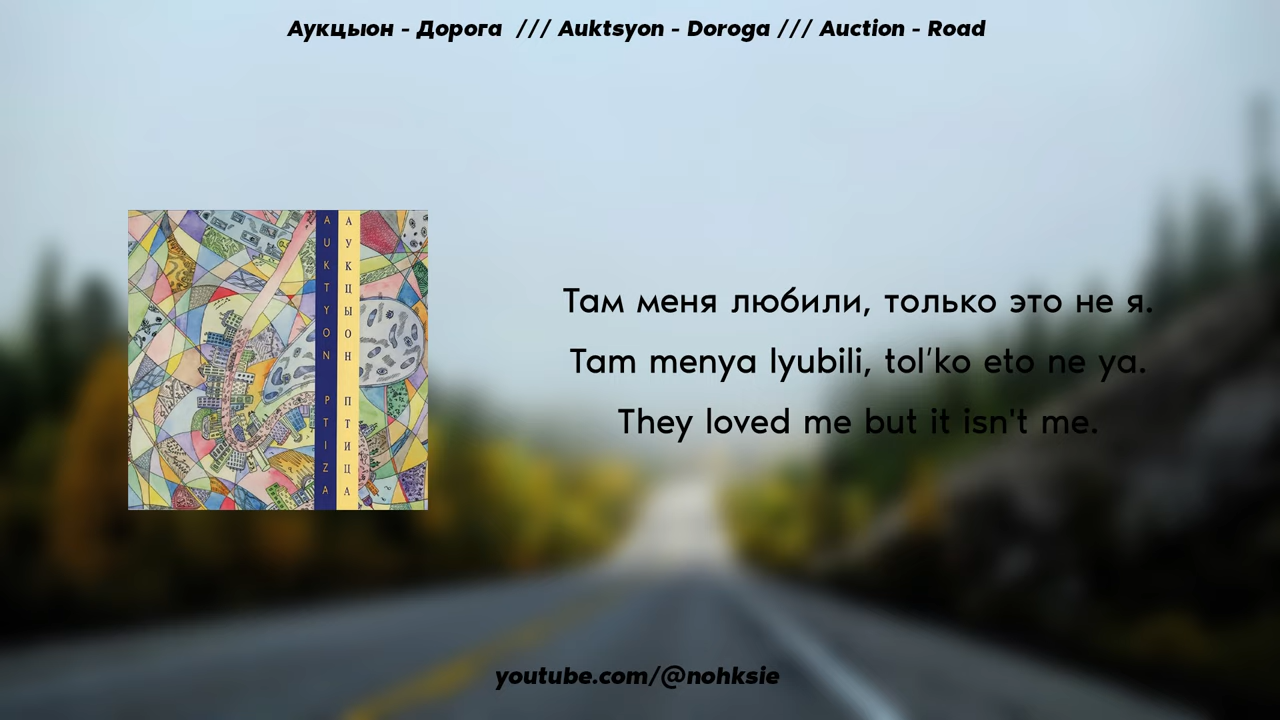 Аукцыон - Дорога /// Auktsyon - Doroga /// Auction - Road
AUKTYON PTIZA
АУКЦЫОН ПТИЦА
Там меня любили, только это не я.
Tam menya lyubili, tol'ko eto ne ya.
They loved me but it isn't me.
youtube.com/@nohksie